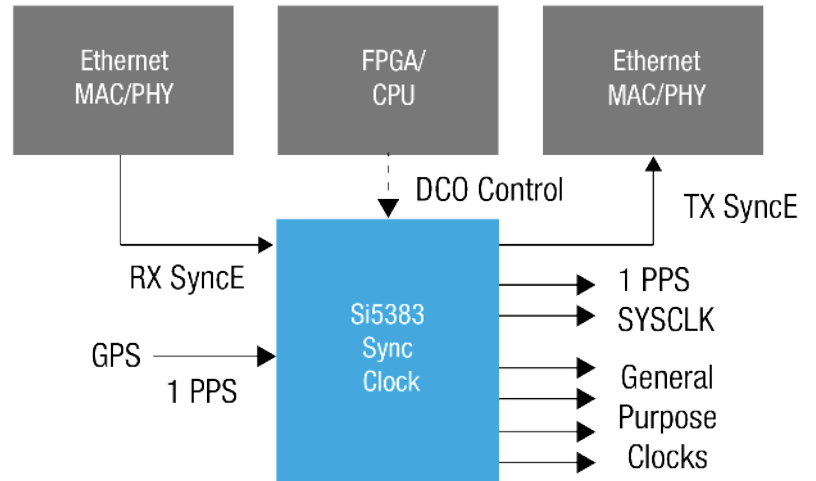 Ethernet
MAC/PHY
FPGA/
CPU
Ethernet
MAC/PHY
DCO Control
TX SyncE
RX SyncE
1 PPS
SYSCLK
Si5383
Sync
Clock
GPS
1 PPS
General
Purpose
Clocks